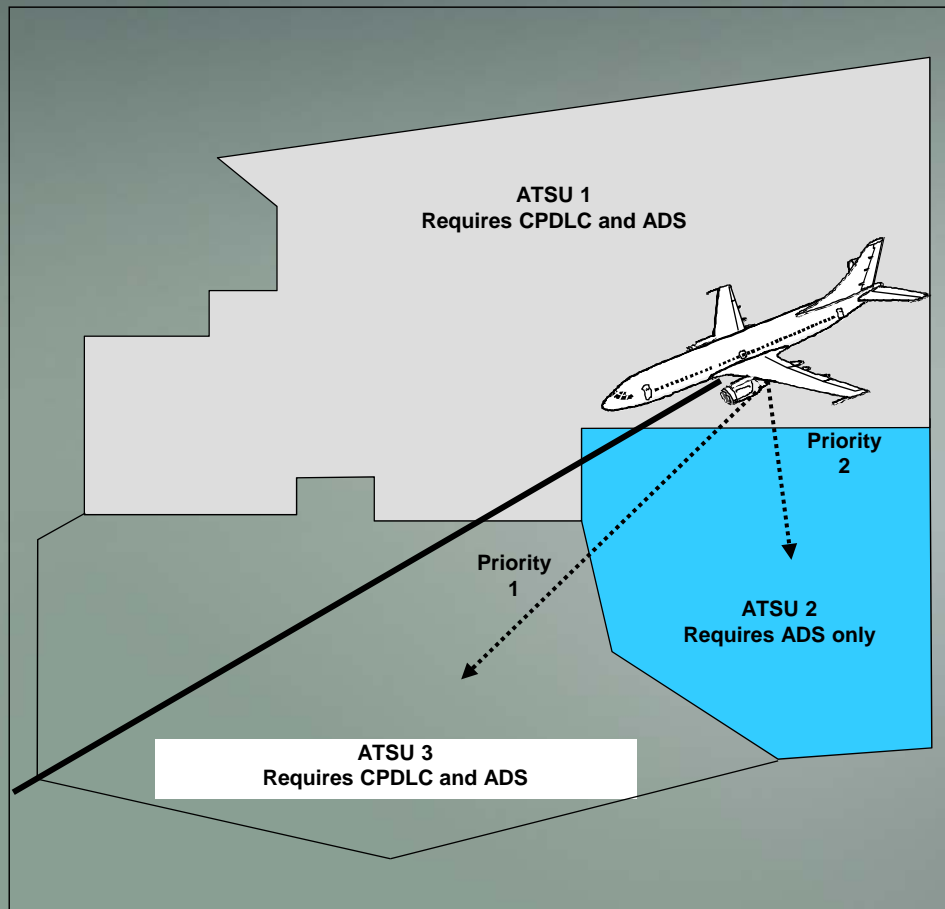 ATSU 1
Requires CPDLC and ADS
Priority
2
Priority
1
ATSU 2
Requires ADS only
ATSU 3
Requires CPDLC and ADS